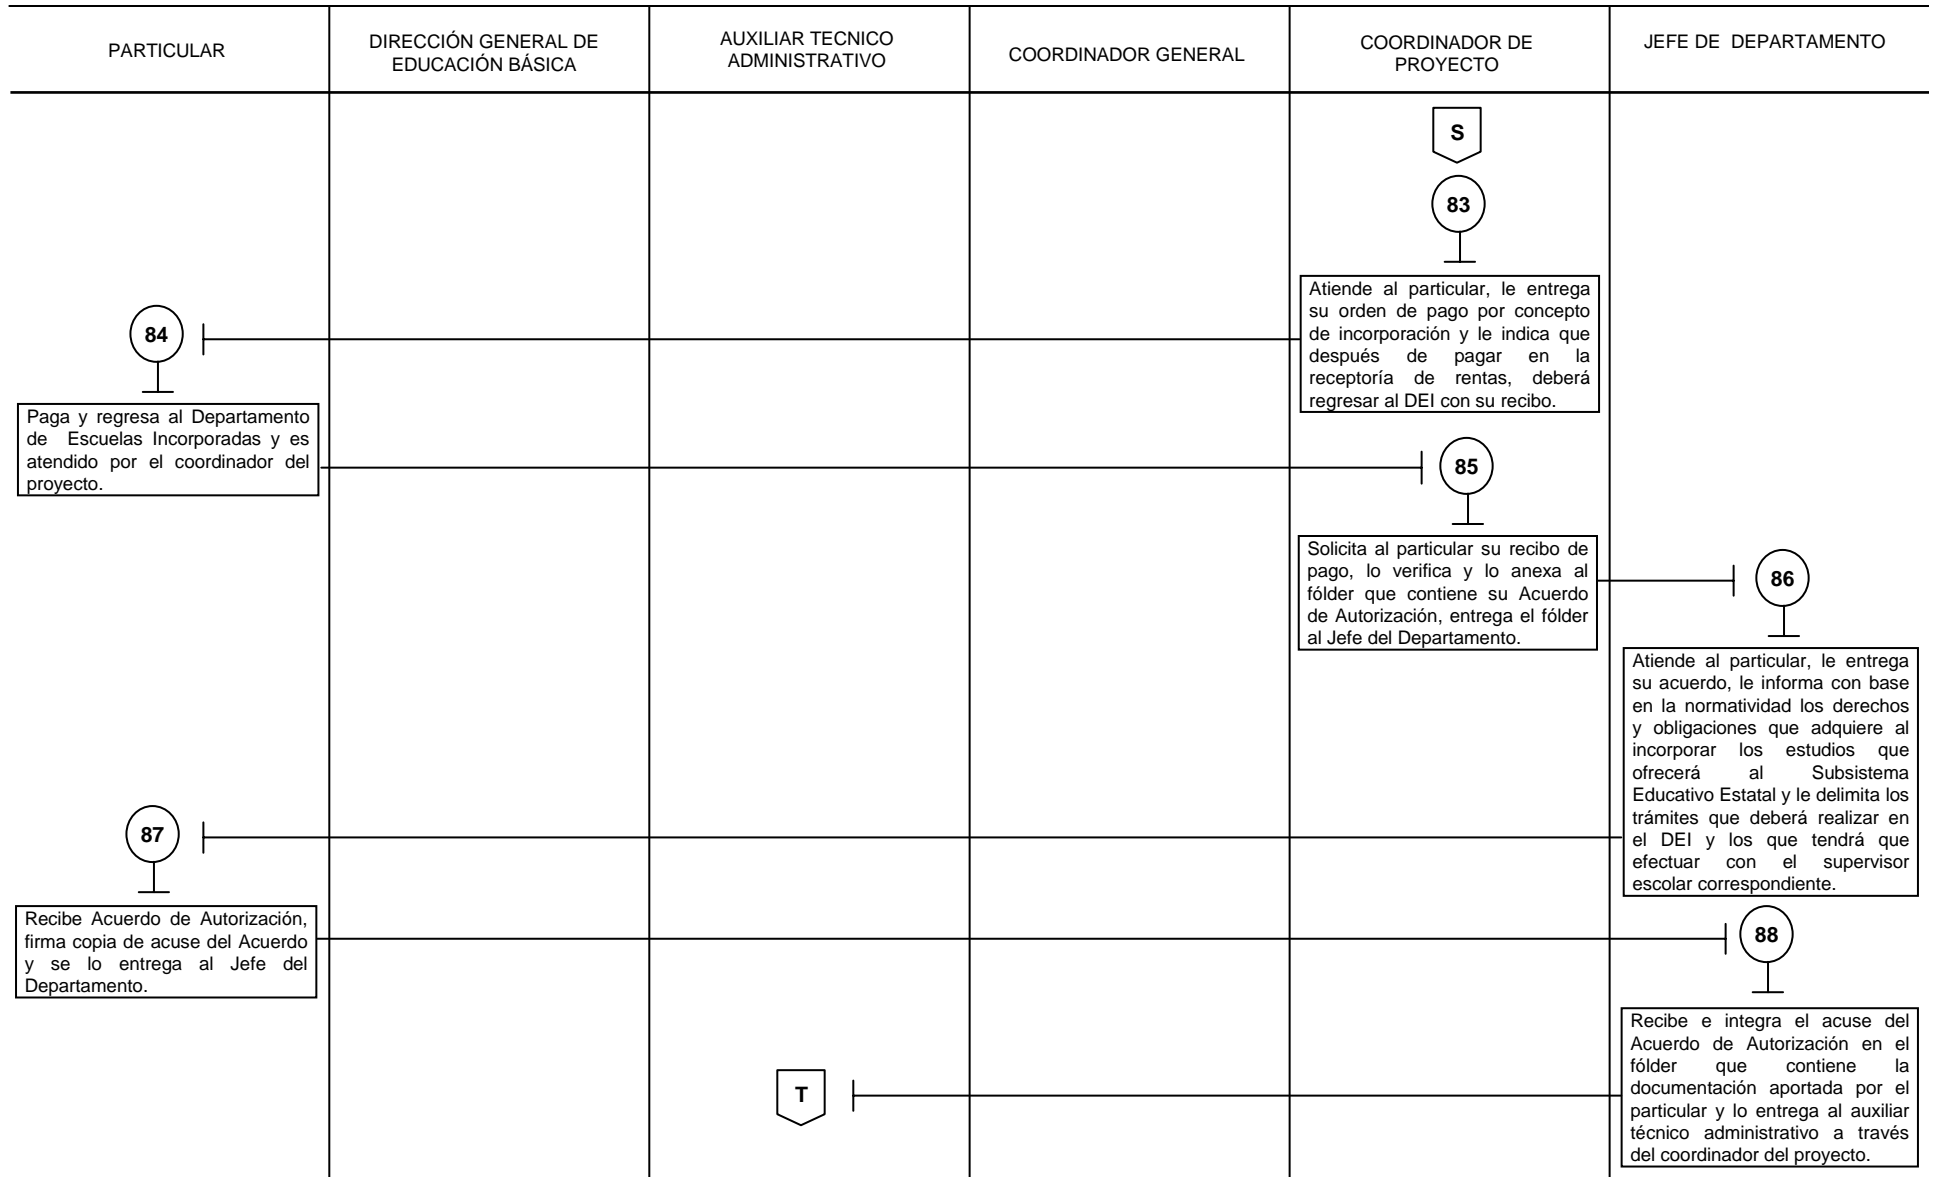 PARTICULAR
DIRECCIÓN GENERAL DE
EDUCACIÓN BÁSICA
AUXILIAR TECNICO
ADMINISTRATIVO
COORDINADOR GENERAL
COORDINADOR DE
PROYECTO
JEFE DE DEPARTAMENTO
S
83
Atiende al particular, le entrega
su orden de pago por concepto
de incorporación y le indica que
después de pagar en la
receptoría de rentas, deberá
regresar al DEI con su recibo.
84
Paga y regresa al Departamento
de Escuelas Incorporadas y es
atendido por el coordinador del
proyecto.
85
Solicita al particular su recibo de
pago, lo verifica y lo anexa al
fólder que contiene su Acuerdo
de Autorización, entrega el fólder
al Jefe del Departamento.
86
Atiende al particular, le entrega
su acuerdo, le informa con base
en la normatividad los derechos
y obligaciones que adquiere al
incorporar los estudios que
ofrecerá al Subsistema
Educativo Estatal y le delimita los
trámites que deberá realizar en
el DEI y los que tendrá que
efectuar con el supervisor
escolar correspondiente.
87
Recibe Acuerdo de Autorización,
firma copia de acuse del Acuerdo
y se lo entrega al Jefe del
Departamento.
88
Recibe e integra el acuse del
Acuerdo de Autorización en el
fólder que contiene la
documentación aportada por el
particular y lo entrega al auxiliar
técnico administrativo a través
del coordinador del proyecto.
T